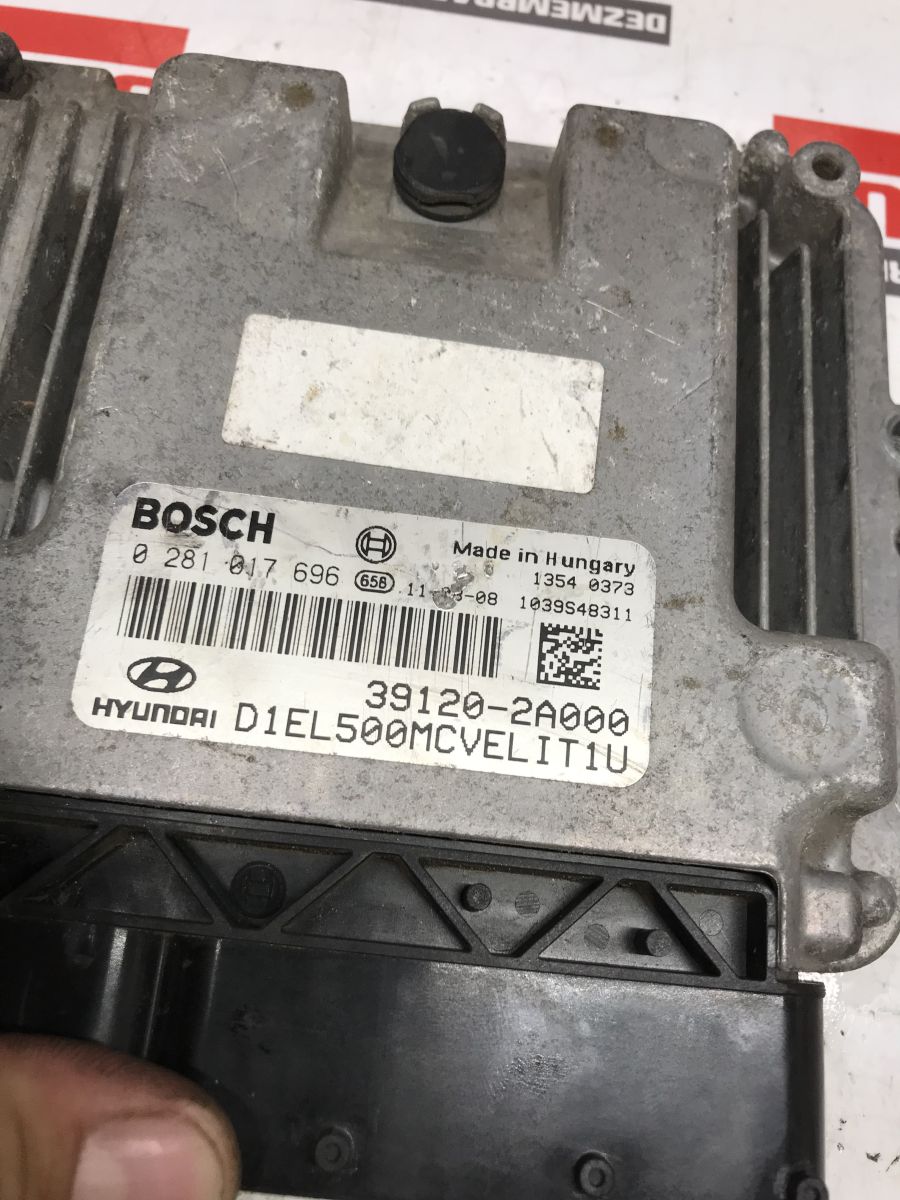 DEZMEMBRA
BOSCH
Made in Hungary
0 281 017 696 658
1354 0373
1039S48311
39120-2A000
HYUNDAI D1EL500MCVELIT1U